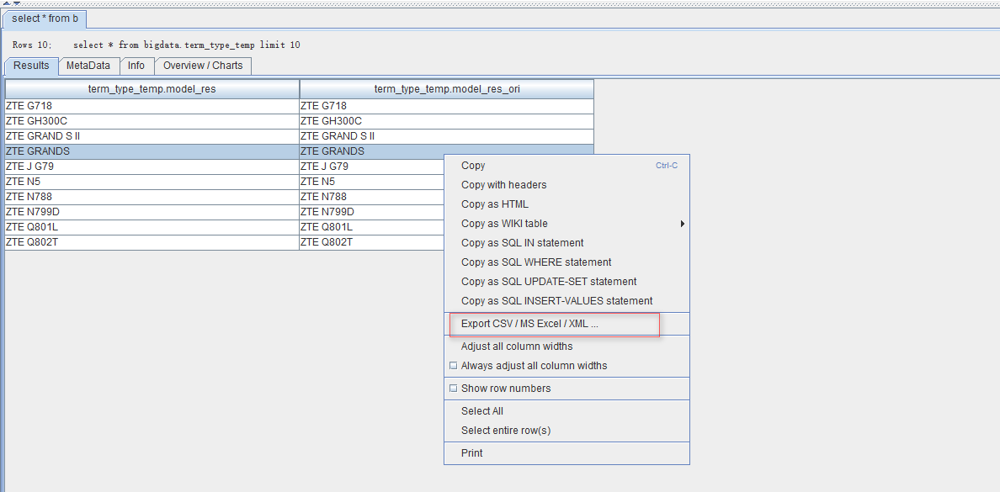 select * from b
Rows 10;    select * from bigdata.term_type_temp limit 10
Results MetaData Info Overview / Charts
term_type_temp.model_res term_type_temp.model_res_ori
ZTE G718 ZTE G718
ZTE GH300C ZTE GH300C
ZTE GRAND S II ZTE GRAND S II
ZTE GRANDS ZTE GRANDS
ZTE J G79 ZTE J G79
ZTE N5 ZTE N5
ZTE N788 ZTE N788
ZTE N799D ZTE N799D
ZTE Q801L ZTE Q801L
ZTE Q802T ZTE Q802T
Copy Ctrl-C
Copy with headers
Copy as HTML
Copy as WIKI table
Copy as SQL IN statement
Copy as SQL WHERE statement
Copy as SQL UPDATE-SET statement
Copy as SQL INSERT-VALUES statement
Export CSV / MS Excel / XML ...
Adjust all column widths
Always adjust all column widths
Show row numbers
Select All
Select entire row(s)
Print